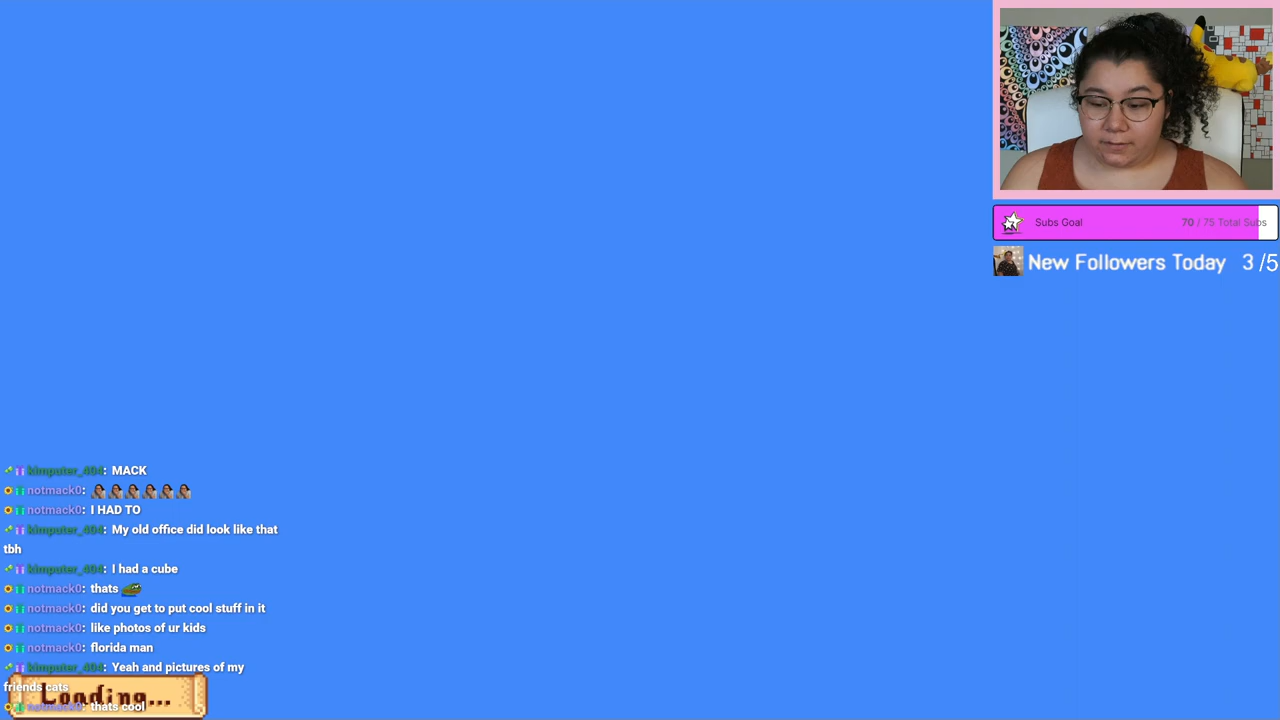 Subs Goal 70 / 75 Total Subs
New Followers Today 3 /5
kimputer_404: MACK
notmack0:
notmack0: I HAD TO
kimputer_404: My old office did look like that
tbh
kimputer_404: I had a cube
notmack0: thats
notmack0: did you get to put cool stuff in it
notmack0: like photos of ur kids
notmack0: florida man
kimputer_404: Yeah and pictures of my
friends cats
Loading...
notmack0: thats cool